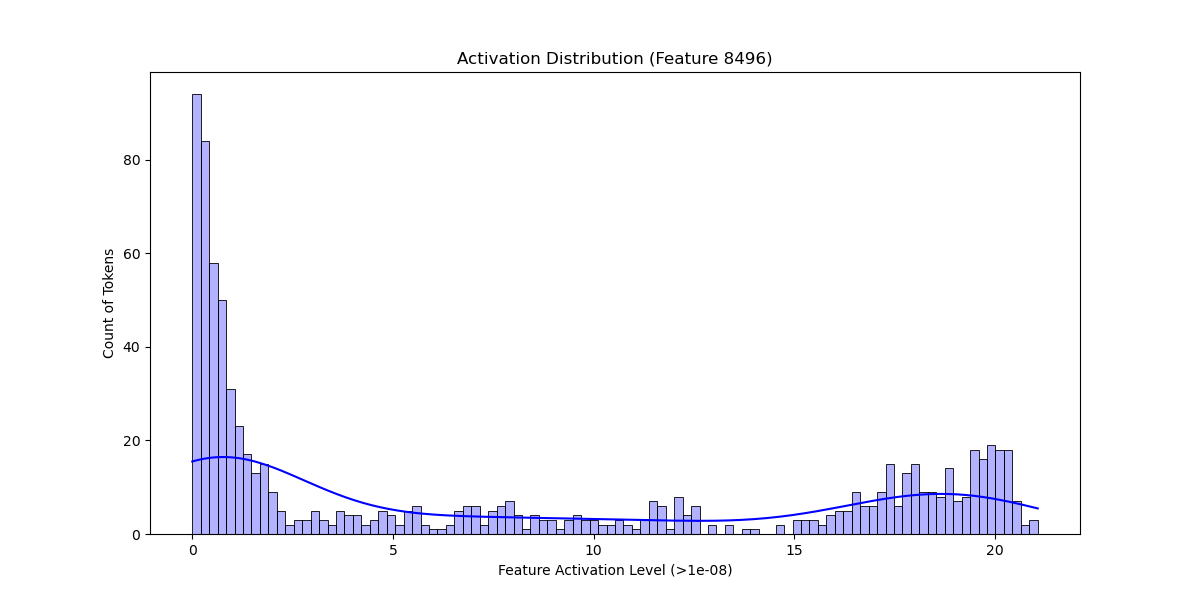 Activation Distribution (Feature 8496)
Count of Tokens
80
60
40
20
0
0 5 10 15 20
Feature Activation Level (>1e-08)